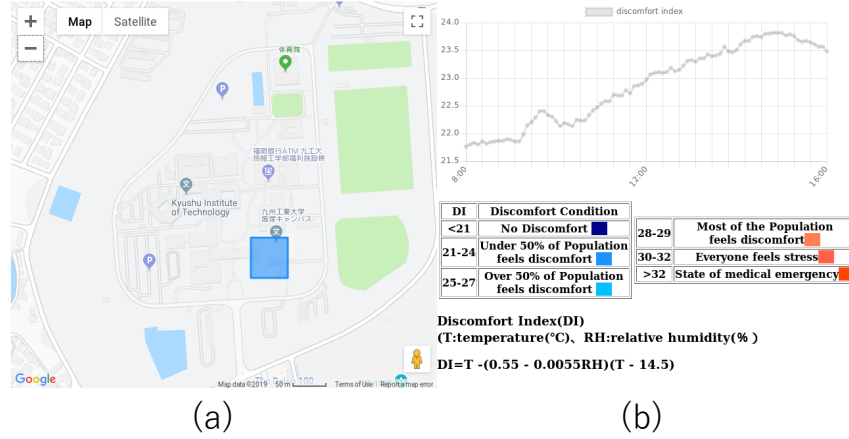 +
Map Satellite
−
体育館
P
福岡銀行ATM 九工大
情報工学部福利施設棟
Kyushu Institute
of Technology
九州工業大学
飯塚キャンパス
P
Google
Map data ©2019 50 m Terms of Use Report a map error
(a)
discomfort index
24.0
23.5
23.0
22.5
22.0
21.5
8:00
12:00
16:00
DI Discomfort Condition
<21 No Discomfort
21-24 Under 50% of Population
feels discomfort
25-27 Over 50% of Population
feels discomfort
28-29 Most of the Population
feels discomfort
30-32 Everyone feels stress
>32 State of medical emergency
Discomfort Index(DI)
(T:temperature(℃)、RH:relative humidity(% )
DI=T -(0.55 - 0.0055RH)(T - 14.5)
(b)